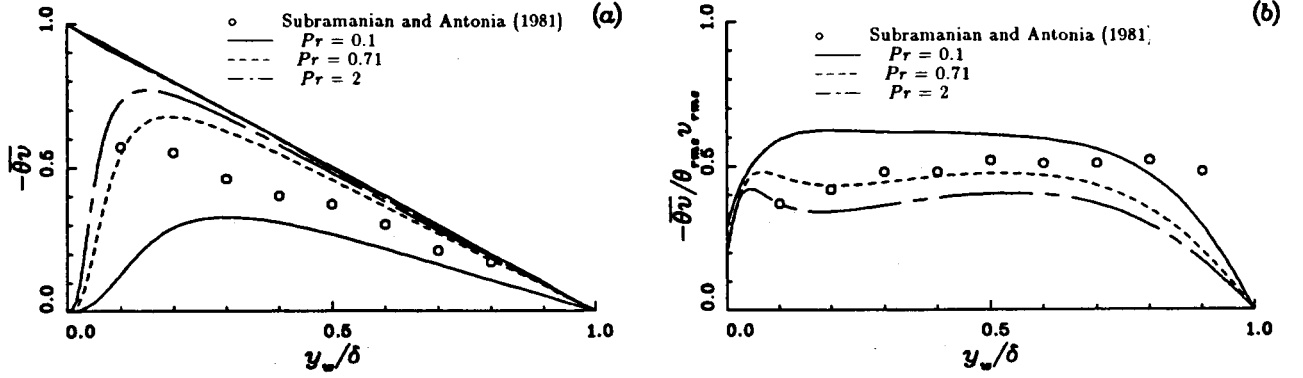 (a)
Subramanian and Antonia (1981)
Pr = 0.1
Pr = 0.71
Pr = 2
1.0
0.5
0.0
−θv
0.0 0.5 1.0
y_w/δ
(b)
Subramanian and Antonia (1981)
Pr = 0.1
Pr = 0.71
Pr = 2
1.0
0.5
0.0
−θv/θ_rms v_rms
0.0 0.5 1.0
y_w/δ